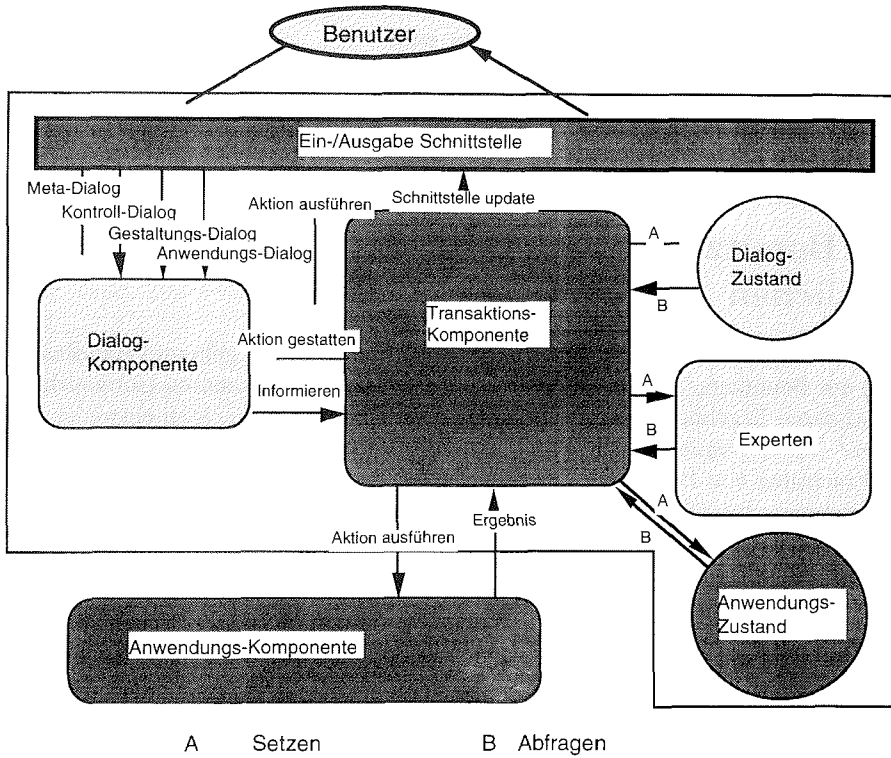 Benutzer
Ein-/Ausgabe Schnittstelle
Meta-Dialog
Kontroll-Dialog
Gestaltungs-Dialog
Anwendungs-Dialog
Aktion ausführen
Schnittstelle update
A
Dialog-
Zustand
B
Transaktions-
Komponente
Dialog-
Komponente
Aktion gestatten
Informieren
A
B
Experten
A
B
Aktion ausführen
Ergebnis
Anwendungs-
Zustand
Anwendungs-Komponente
A Setzen B Abfragen